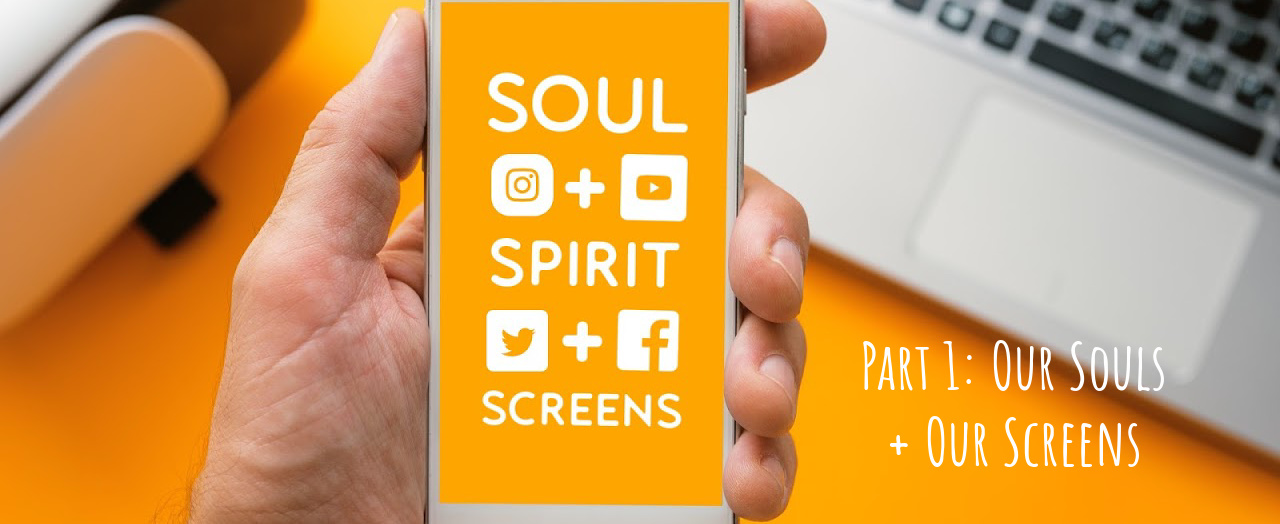 SOUL
+
SPIRIT
+
SCREENS
Part 1: Our Souls
+ Our Screens